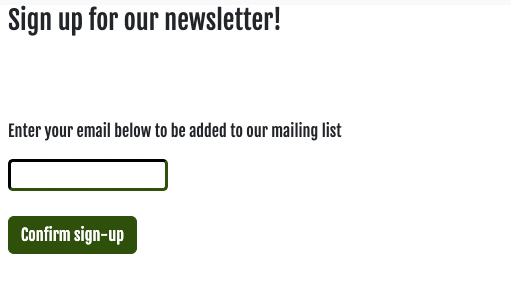 Sign up for our newsletter!
Enter your email below to be added to our mailing list
Confirm sign-up